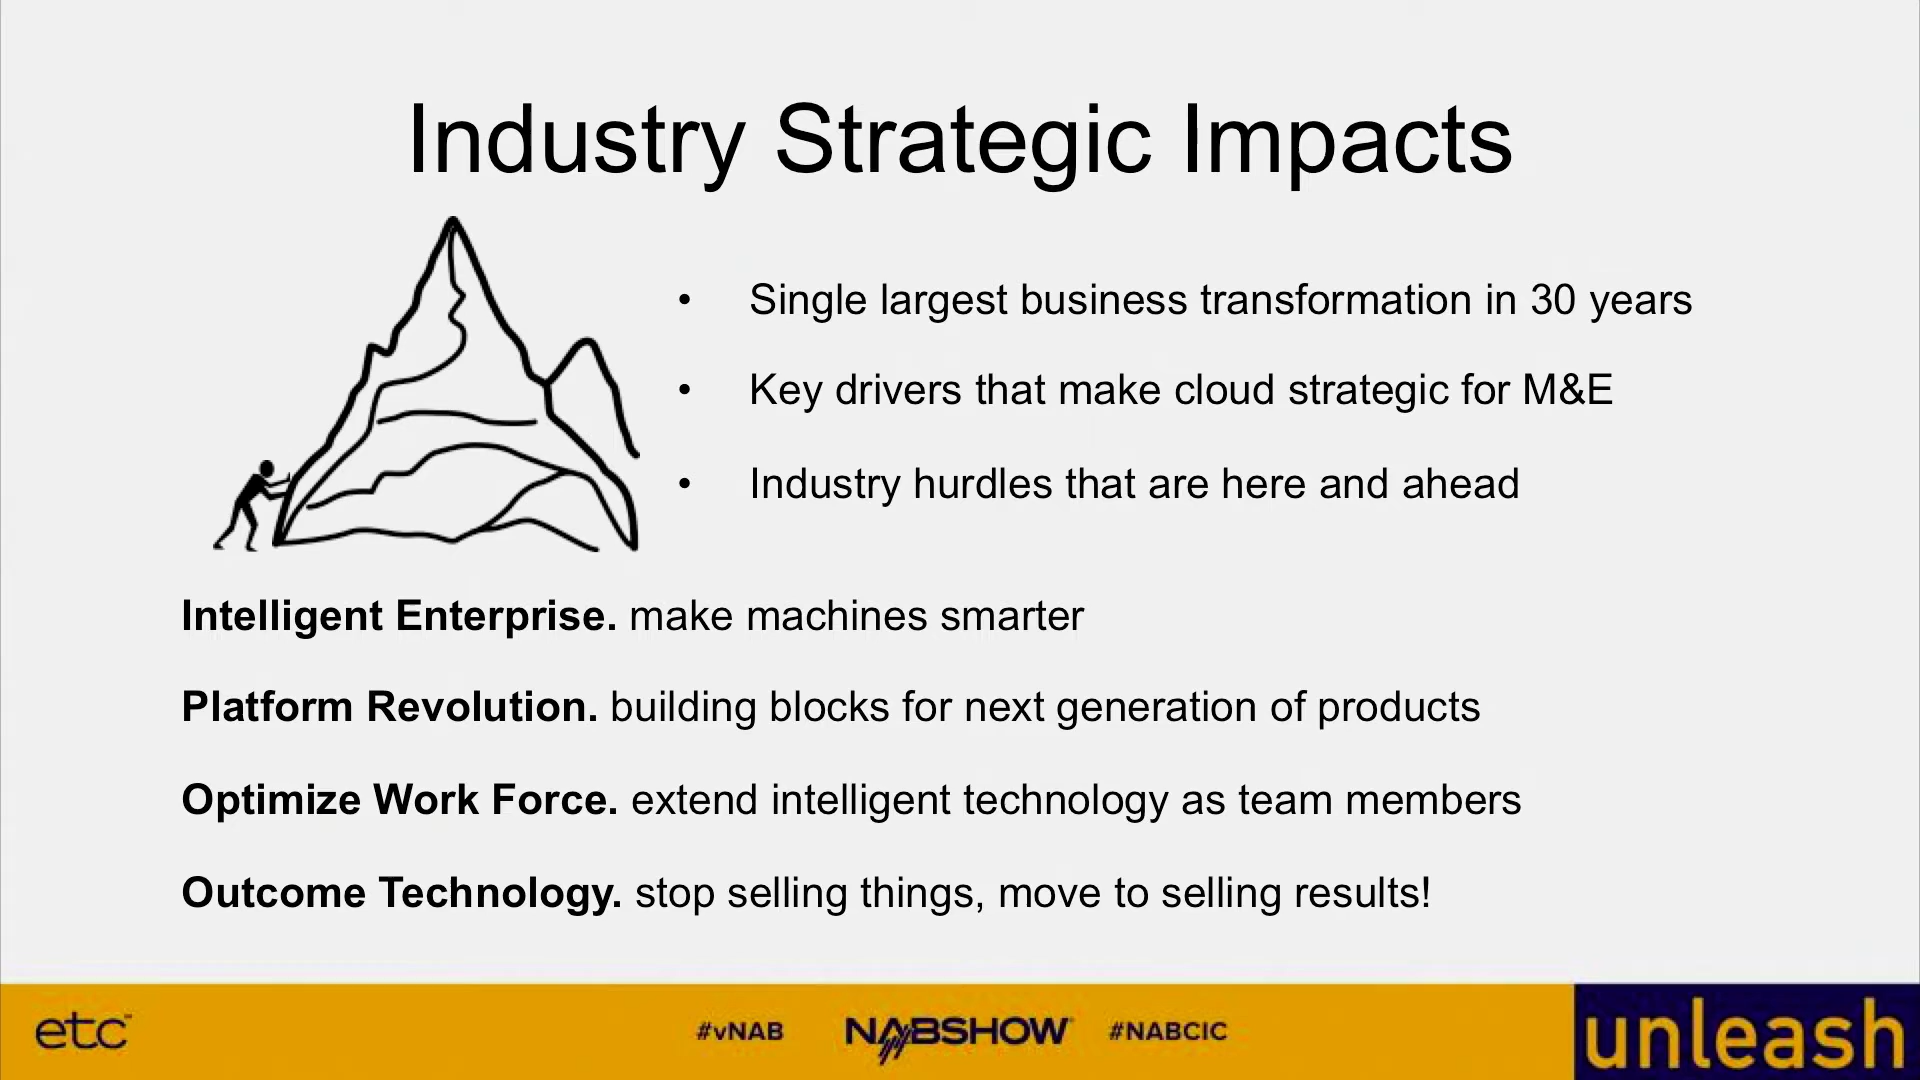 Industry Strategic Impacts
• Single largest business transformation in 30 years
• Key drivers that make cloud strategic for M&E
• Industry hurdles that are here and ahead
Intelligent Enterprise. make machines smarter
Platform Revolution. building blocks for next generation of products
Optimize Work Force. extend intelligent technology as team members
Outcome Technology. stop selling things, move to selling results!
etc™ #vNAB NABSHOW #NABCIC unleash